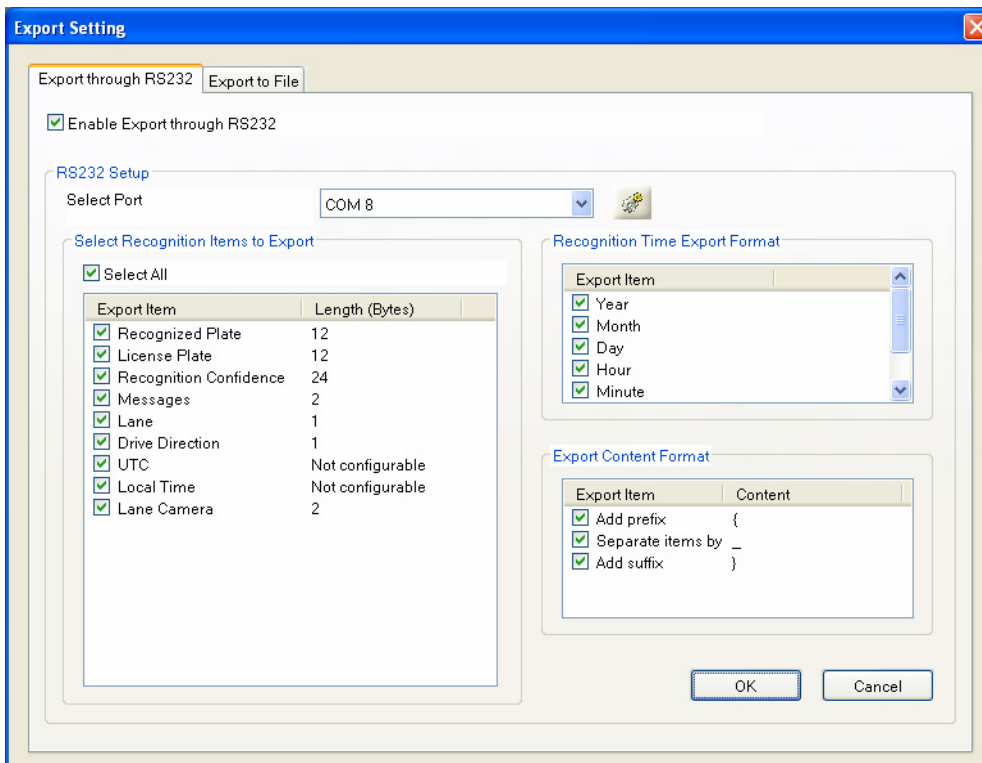 Export Setting
Export through RS232
Export to File
Enable Export through RS232
RS232 Setup
Select Port
COM 8
Select Recognition Items to Export
Select All
Export Item Length (Bytes)
Recognized Plate 12
License Plate 12
Recognition Confidence 24
Messages 2
Lane 1
Drive Direction 1
UTC Not configurable
Local Time Not configurable
Lane Camera 2
Recognition Time Export Format
Export Item
Year
Month
Day
Hour
Minute
Export Content Format
Export Item Content
Add prefix {
Separate items by _
Add suffix }
OK
Cancel